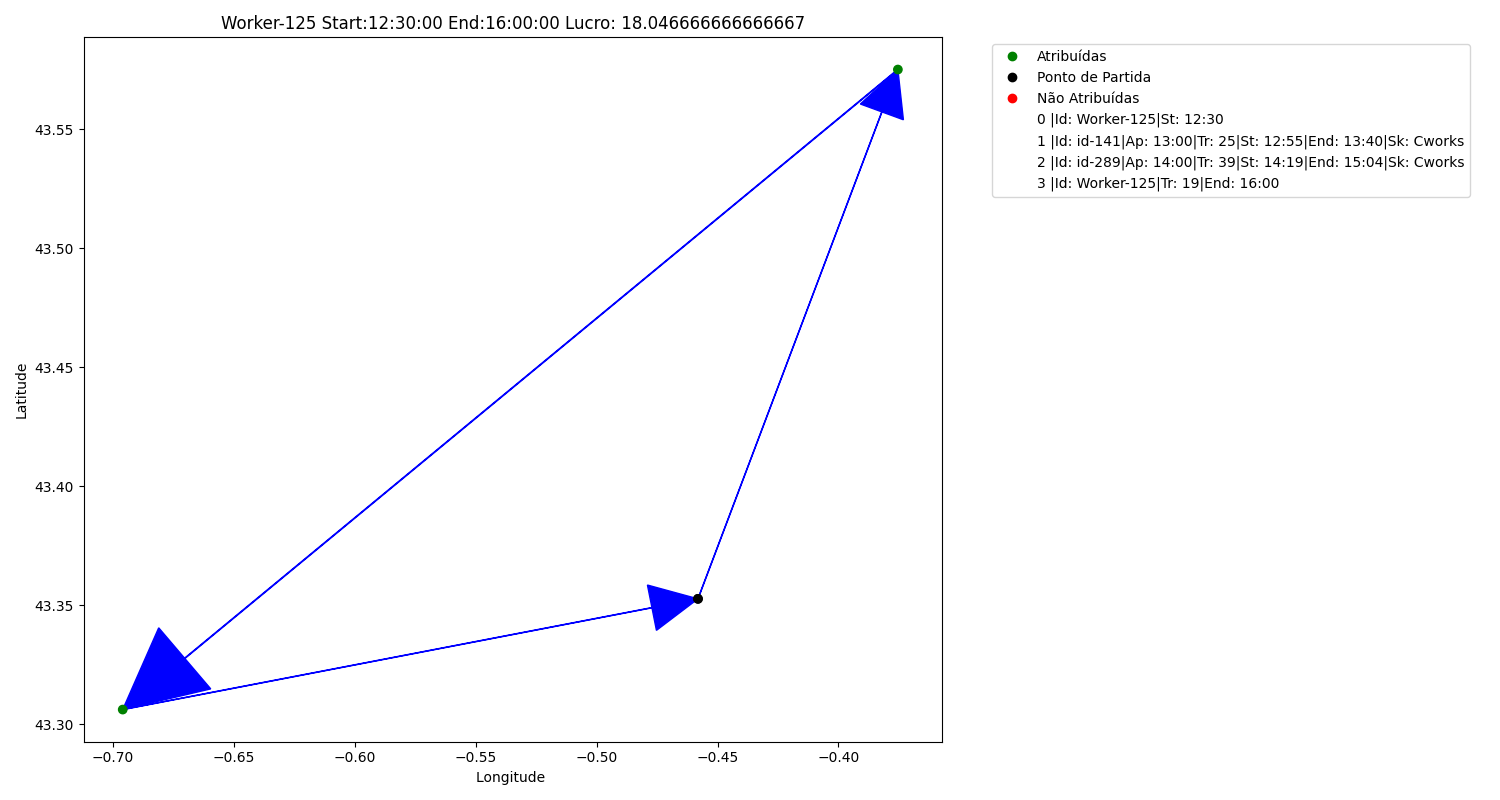 Worker-125 Start:12:30:00 End:16:00:00 Lucro: 18.046666666666667
43.55
43.50
43.45
43.40
43.35
43.30
Latitude
−0.70 −0.65 −0.60 −0.55 −0.50 −0.45 −0.40
Longitude
Atribuídas
Ponto de Partida
Não Atribuídas
0 |Id: Worker-125|St: 12:30
1 |Id: id-141|Ap: 13:00|Tr: 25|St: 12:55|End: 13:40|Sk: Cworks
2 |Id: id-289|Ap: 14:00|Tr: 39|St: 14:19|End: 15:04|Sk: Cworks
3 |Id: Worker-125|Tr: 19|End: 16:00